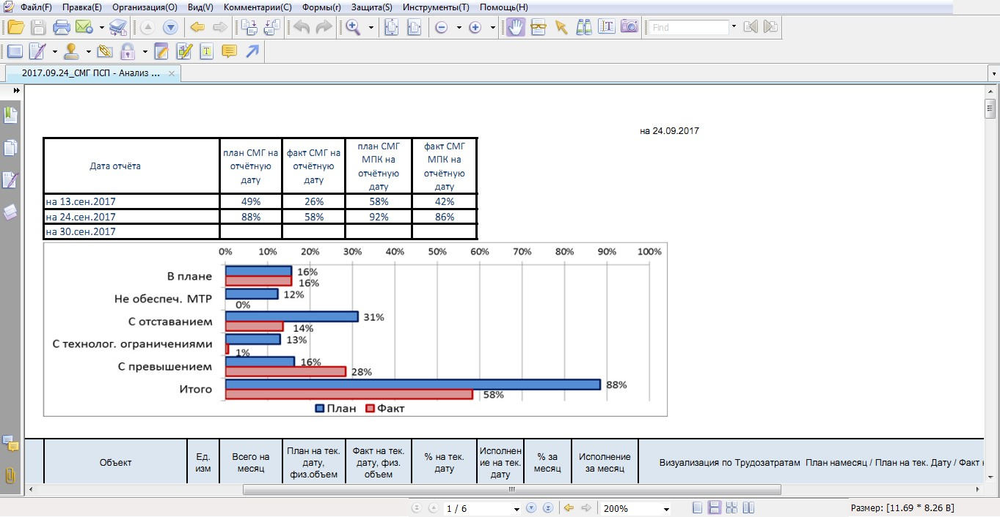 Файл(F) Правка(E) Организация(O) Вид(V) Комментарии(C) Формы(r) Защита(S) Инструменты(T) Помощь(H)
Find
2017.09.24_СМГ ПСП - Анализ ...
на 24.09.2017
Дата отчёта
план СМГ на отчётную дату
факт СМГ на отчётную дату
план СМГ МПК на отчётную дату
факт СМГ МПК на отчётную дату
на 13.сен.2017 49% 26% 58% 42%
на 24.сен.2017 88% 58% 92% 86%
на 30.сен.2017
0% 10% 20% 30% 40% 50% 60% 70% 80% 90% 100%
В плане 16%
16%
Не обеспеч. МТР 12%
0%
С отставанием 31%
14%
С технолог. ограничениями 13%
1%
С превышением 16%
28%
Итого 88%
58%
План Факт
Объект
Ед. изм
Всего на месяц
План на тек. дату, физ.объем
Факт на тек. дату, физ. объем
% на тек. дату
Исполнен ие на тек. дату
% за месяц
Исполнение за месяц
Визуализация по Трудозатратам План намесяц / План на тек. Дату / Факт
1 / 6 200% Размер: [11.69 * 8.26 В]